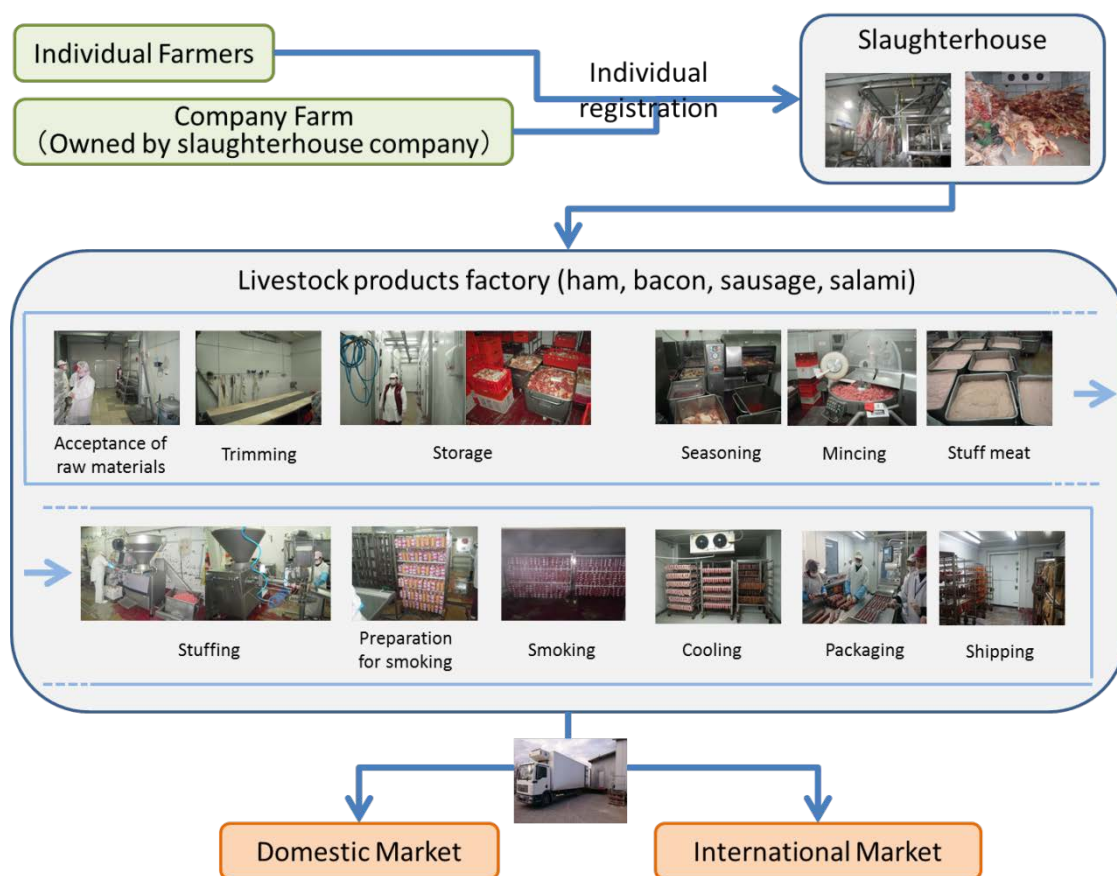 Individual Farmers
Company Farm
（Owned by slaughterhouse company）
Individual
registration
Slaughterhouse
Livestock products factory (ham, bacon, sausage, salami)
Acceptance of
raw materials
Trimming
Storage
Seasoning
Mincing
Stuff meat
Stuffing
Preparation
for smoking
Smoking
Cooling
Packaging
Shipping
Domestic Market
International Market